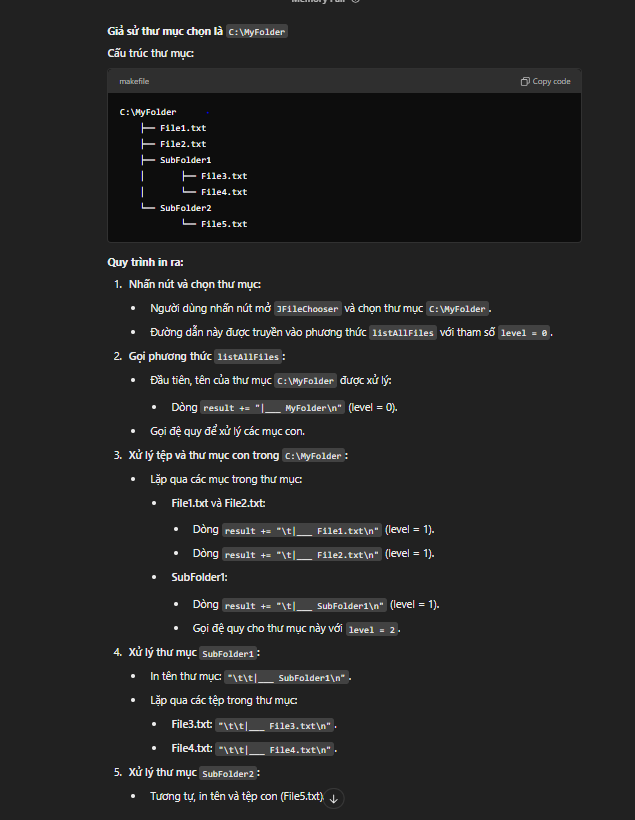 Giả sử thư mục chọn là C:\MyFolder
Cấu trúc thư mục:
makefile
Copy code
C:\MyFolder
├── File1.txt
├── File2.txt
├── SubFolder1
│ ├── File3.txt
│ └── File4.txt
└── SubFolder2
└── File5.txt
Quy trình in ra:
1. Nhấn nút và chọn thư mục:
• Người dùng nhấn nút mở JFileChooser và chọn thư mục C:\MyFolder.
• Đường dẫn này được truyền vào phương thức listAllFiles với tham số level = 0.
2. Gọi phương thức listAllFiles:
• Đầu tiên, tên của thư mục C:\MyFolder được xử lý:
• Dòng result += "|___ MyFolder\n" (level = 0).
• Gọi đệ quy để xử lý các mục con.
3. Xử lý tệp và thư mục con trong C:\MyFolder:
• Lặp qua các mục trong thư mục:
• File1.txt và File2.txt:
• Dòng result += "\t|___ File1.txt\n" (level = 1).
• Dòng result += "\t|___ File2.txt\n" (level = 1).
• SubFolder1:
• Dòng result += "\t|___ SubFolder1\n" (level = 1).
• Gọi đệ quy cho thư mục này với level = 2.
4. Xử lý thư mục SubFolder1:
• In tên thư mục: "\t\t|___ SubFolder1\n".
• Lặp qua các tệp trong thư mục:
• File3.txt: "\t\t|___ File3.txt\n".
• File4.txt: "\t\t|___ File4.txt\n".
5. Xử lý thư mục SubFolder2:
• Tương tự, in tên và tệp con (File5.txt)